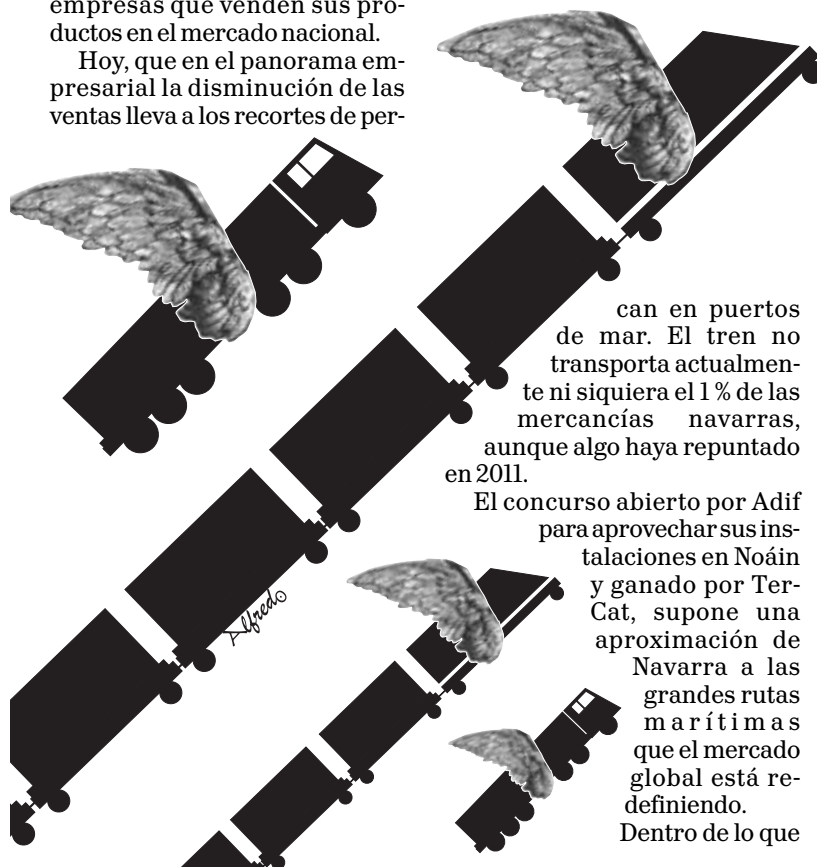 empresas que venden sus pro-
ductos en el mercado nacional.
Hoy, que en el panorama em-
presarial la disminución de las
ventas lleva a los recortes de per-
can en puertos
de mar. El tren no
transporta actualmen-
te ni siquiera el 1 % de las
mercancías navarras,
aunque algo haya repuntado
en 2011.
El concurso abierto por Adif
para aprovechar sus ins-
talaciones en Noáin
y ganado por Ter-
Cat, supone una
aproximación de
Navarra a las
grandes rutas
marítimas
que el mercado
global está re-
definiendo.
Dentro de lo que
Alfredo